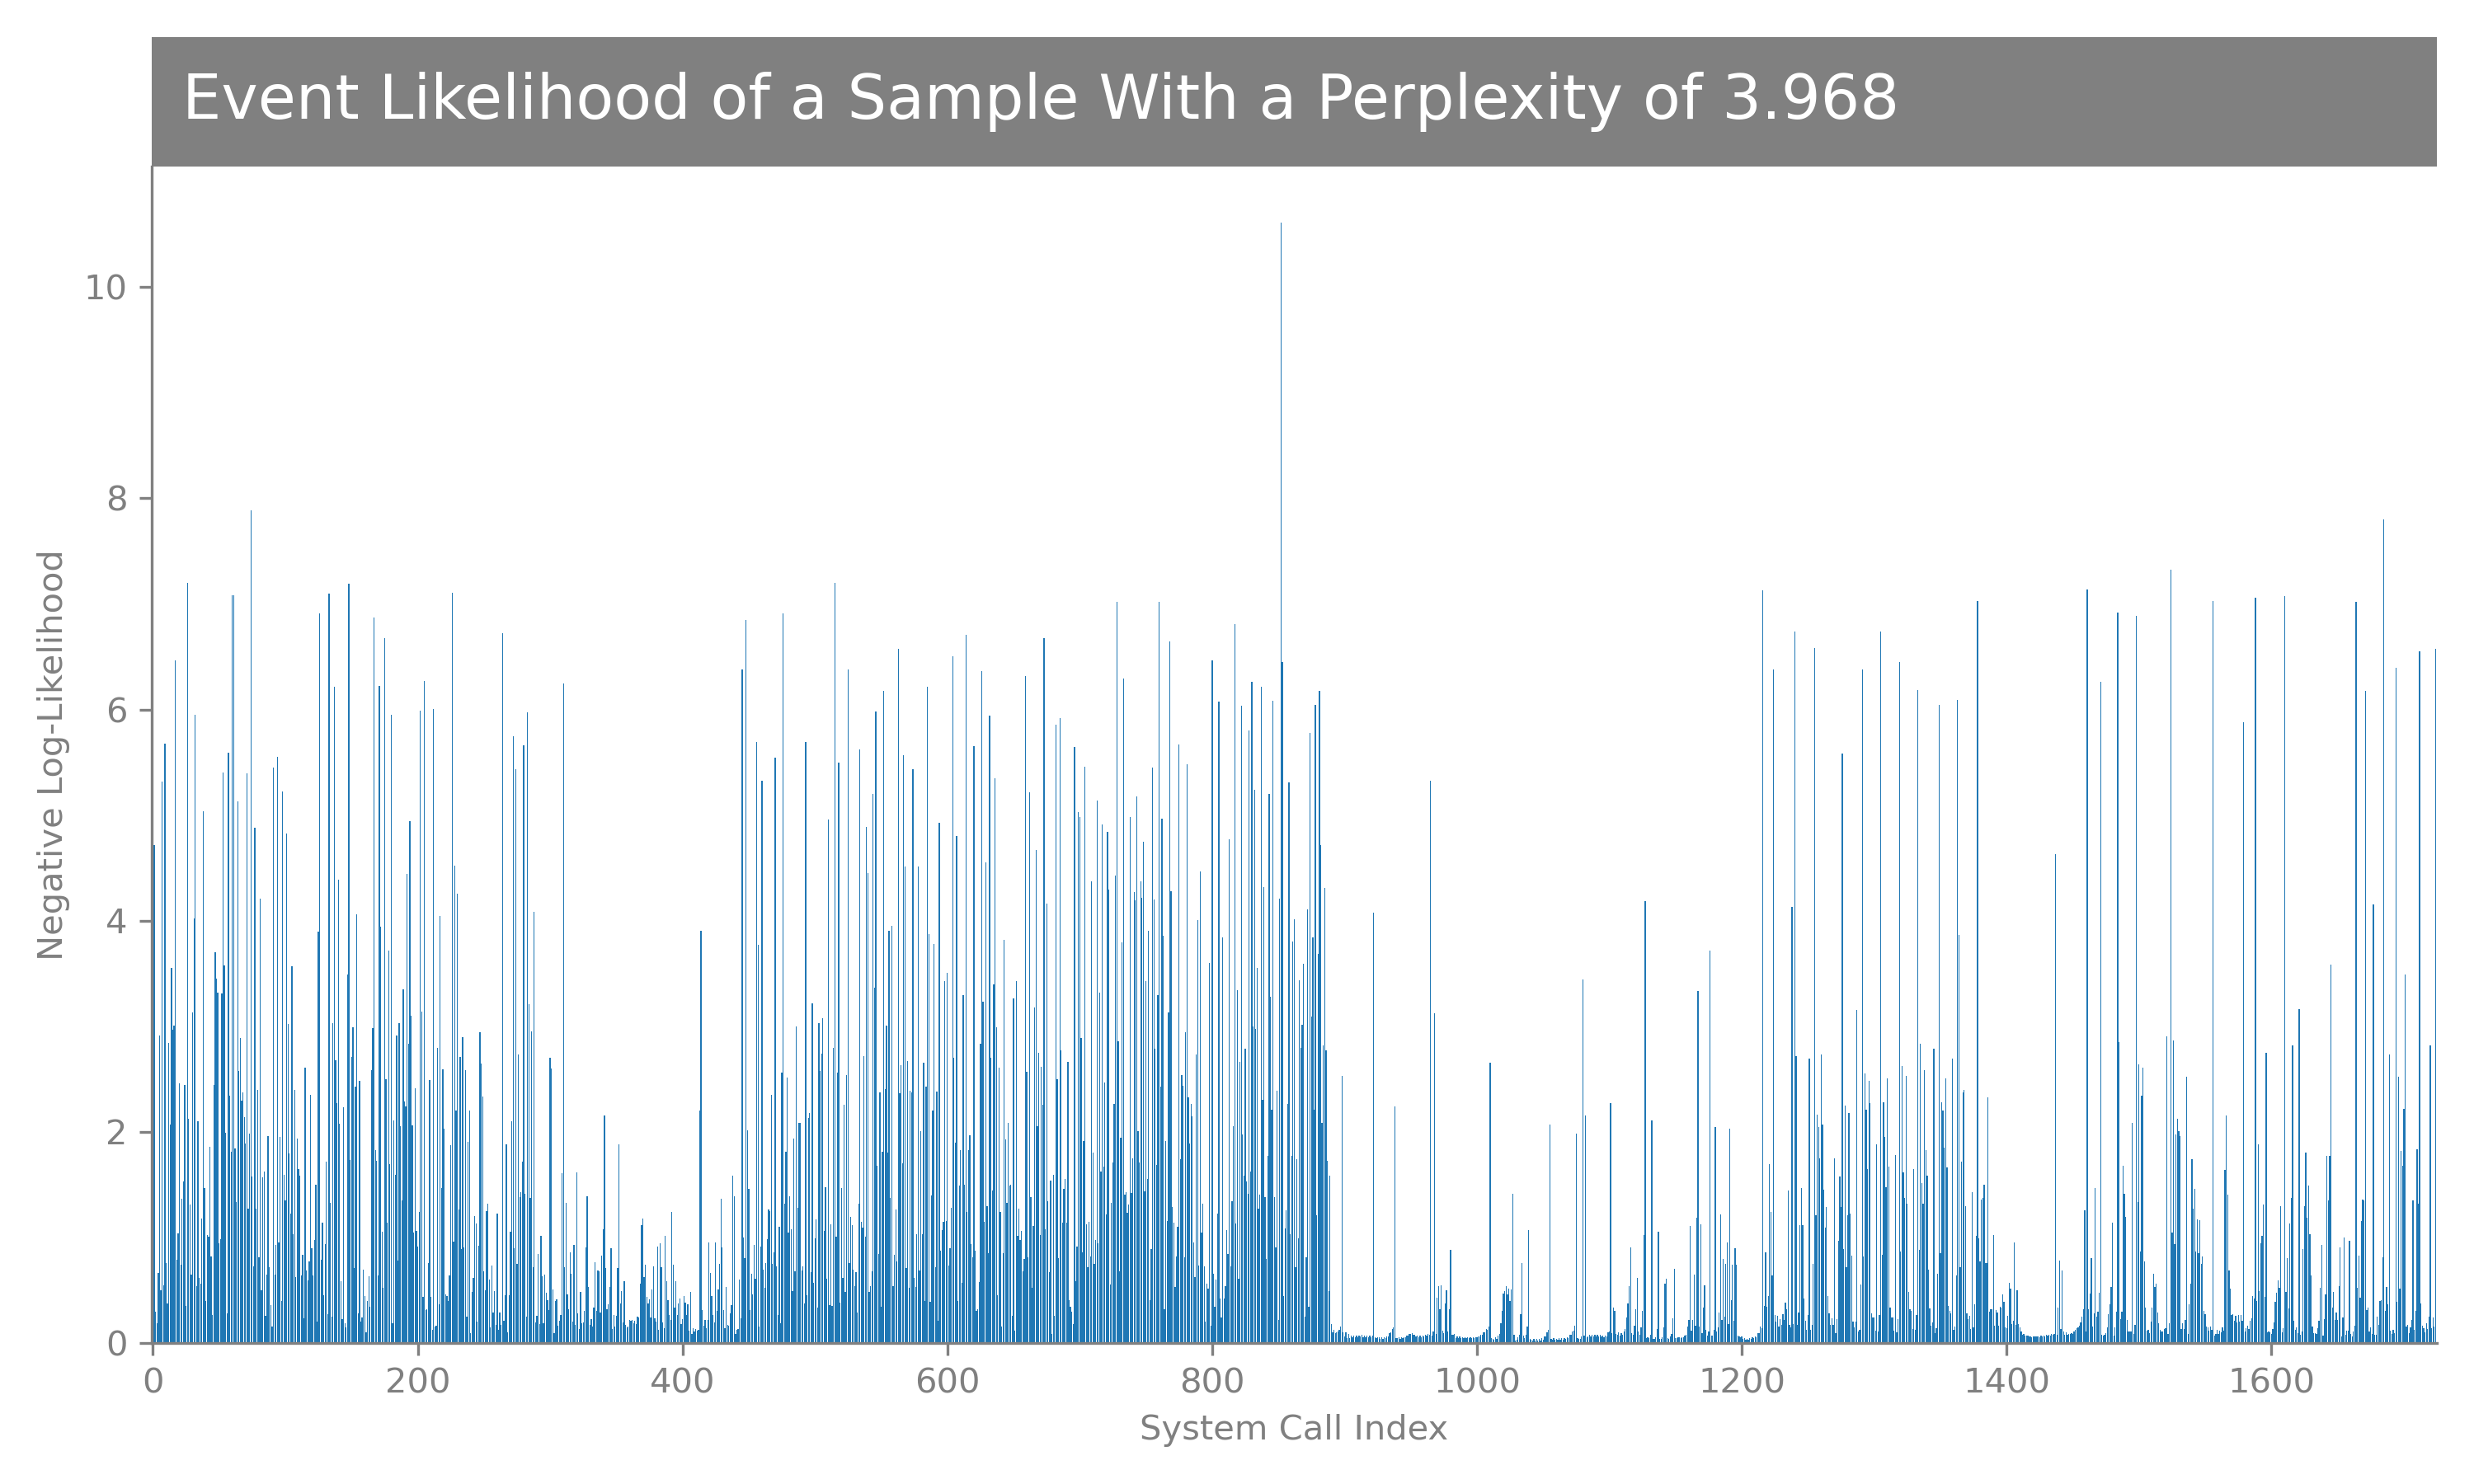 Event Likelihood of a Sample With a Perplexity of 3.968
10
8
6
4
2
0
Negative Log-Likelihood
0 200 400 600 800 1000 1200 1400 1600
System Call Index